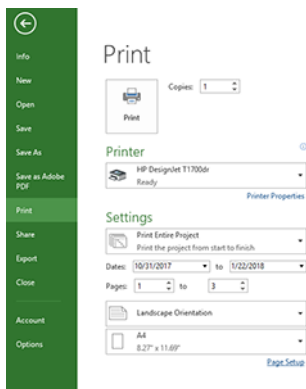 Info
New
Open
Save
Save As
Save as Adobe
PDF
Print
Share
Export
Close
Account
Options
Print
Copies: 1
Print
Printer
HP DesignJet T1700dr
Ready
Printer Properties
Settings
Print Entire Project
Print the project from start to finish
Dates: 10/31/2017 to 1/22/2018
Pages: 1 to 3
Landscape Orientation
A4
8.27" x 11.69"
Page Setup